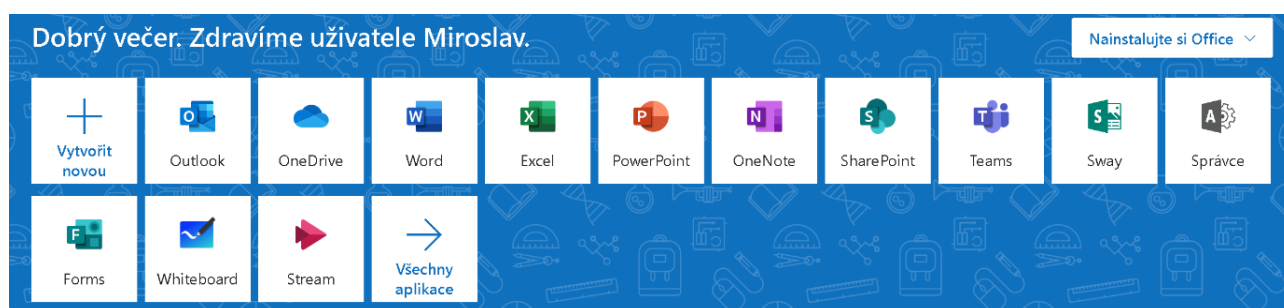 Dobrý večer. Zdravíme uživatele Miroslav.
Nainstalujte si Office
Vytvořit
novou
Outlook
OneDrive
Word
Excel
PowerPoint
OneNote
SharePoint
Teams
Sway
Správce
Forms
Whiteboard
Stream
Všechny
aplikace